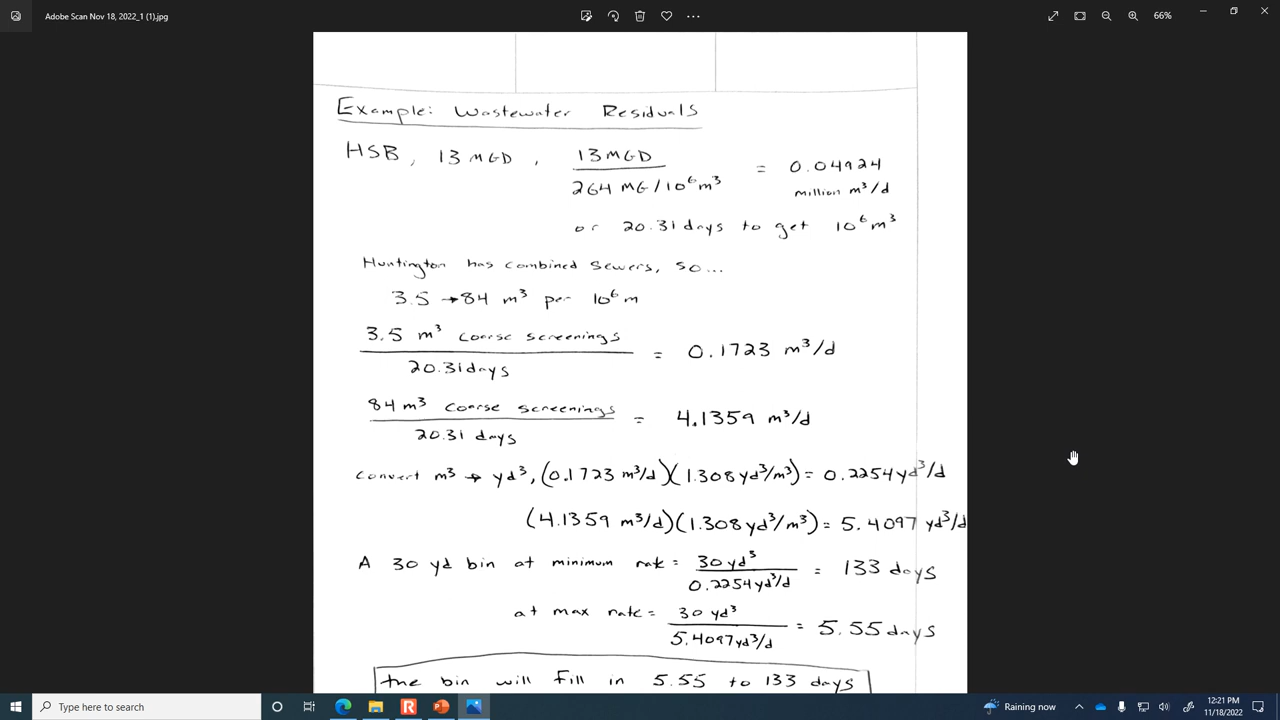 Adobe Scan Nov 18, 2022_1 (1).jpg
66%
Example: Wastewater Residuals
HSB, 13 MGD, 13 MGD / 264 MG/10⁶m³ = 0.04924 million m³/d
or 20.31 days to get 10⁶ m³
Huntington has combined sewers, so...
3.5 → 84 m³ per 10⁶ m
3.5 m³ coarse screenings / 20.31 days = 0.1723 m³/d
84 m³ coarse screenings / 20.31 days = 4.1359 m³/d
convert m³ → yd³, (0.1723 m³/d)(1.308 yd³/m³) = 0.2254 yd³/d
(4.1359 m³/d)(1.308 yd³/m³) = 5.4097 yd³/d
A 30 yd bin at minimum rate = 30 yd³ / 0.2254 yd³/d = 133 days
at max rate = 30 yd³ / 5.4097 yd³/d = 5.55 days
the bin will fill in 5.55 to 133 days
Type here to search
Raining now
12:21 PM
11/18/2022